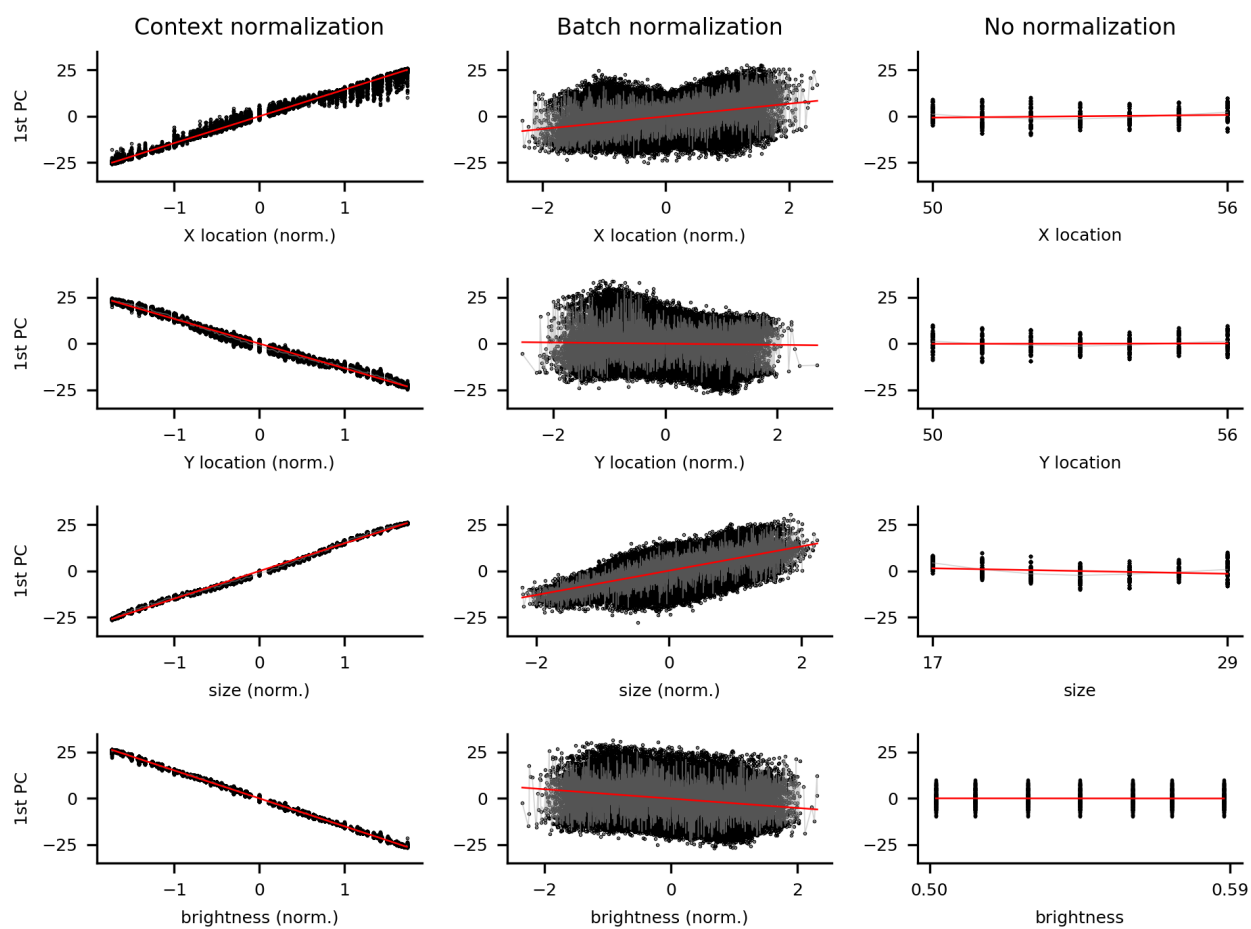 Context normalization Batch normalization No normalization
25 25 25
1st PC
0 0 0
−25 −25 −25
−1 0 1 −2 0 2 50 56
X location (norm.) X location (norm.) X location
25 25 25
1st PC
0 0 0
−25 −25 −25
−1 0 1 −2 0 2 50 56
Y location (norm.) Y location (norm.) Y location
25 25 25
1st PC
0 0 0
−25 −25 −25
−1 0 1 −2 0 2 17 29
size (norm.) size (norm.) size
25 25 25
1st PC
0 0 0
−25 −25 −25
−1 0 1 −2 0 2 0.50 0.59
brightness (norm.) brightness (norm.) brightness